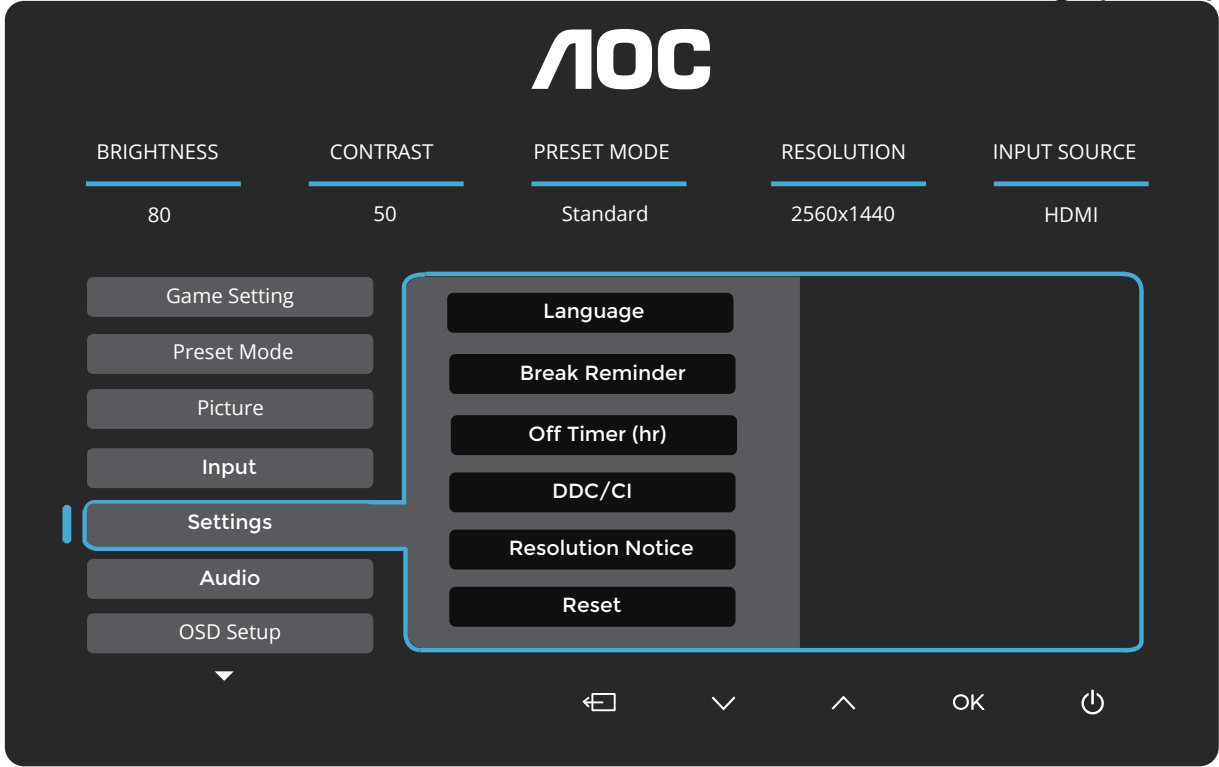 AOC
BRIGHTNESS CONTRAST PRESET MODE RESOLUTION INPUT SOURCE
80 50 Standard 2560x1440 HDMI
Game Setting
Preset Mode
Picture
Input
Settings
Audio
OSD Setup
Language
Break Reminder
Off Timer (hr)
DDC/CI
Resolution Notice
Reset
OK